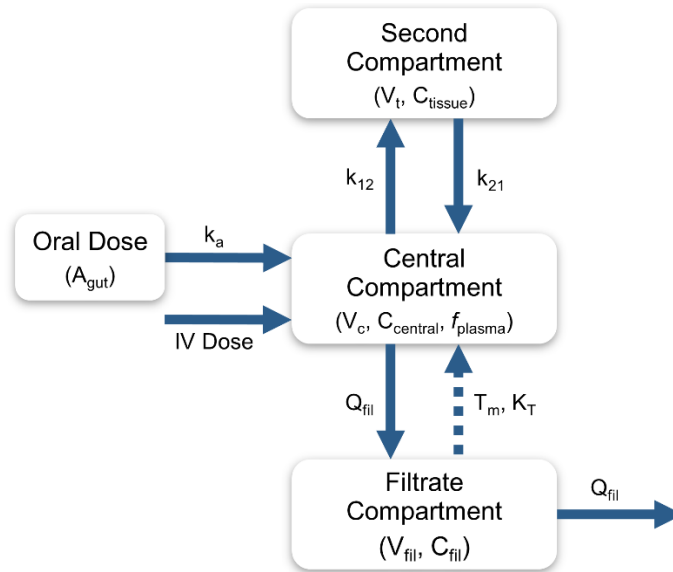 Second
Compartment
(Vt, Ctissue)
k12
k21
Oral Dose
(Agut)
ka
IV Dose
Central
Compartment
(Vc, Ccentral, fplasma)
Qfil
Tm, KT
Filtrate
Compartment
(Vfil, Cfil)
Qfil